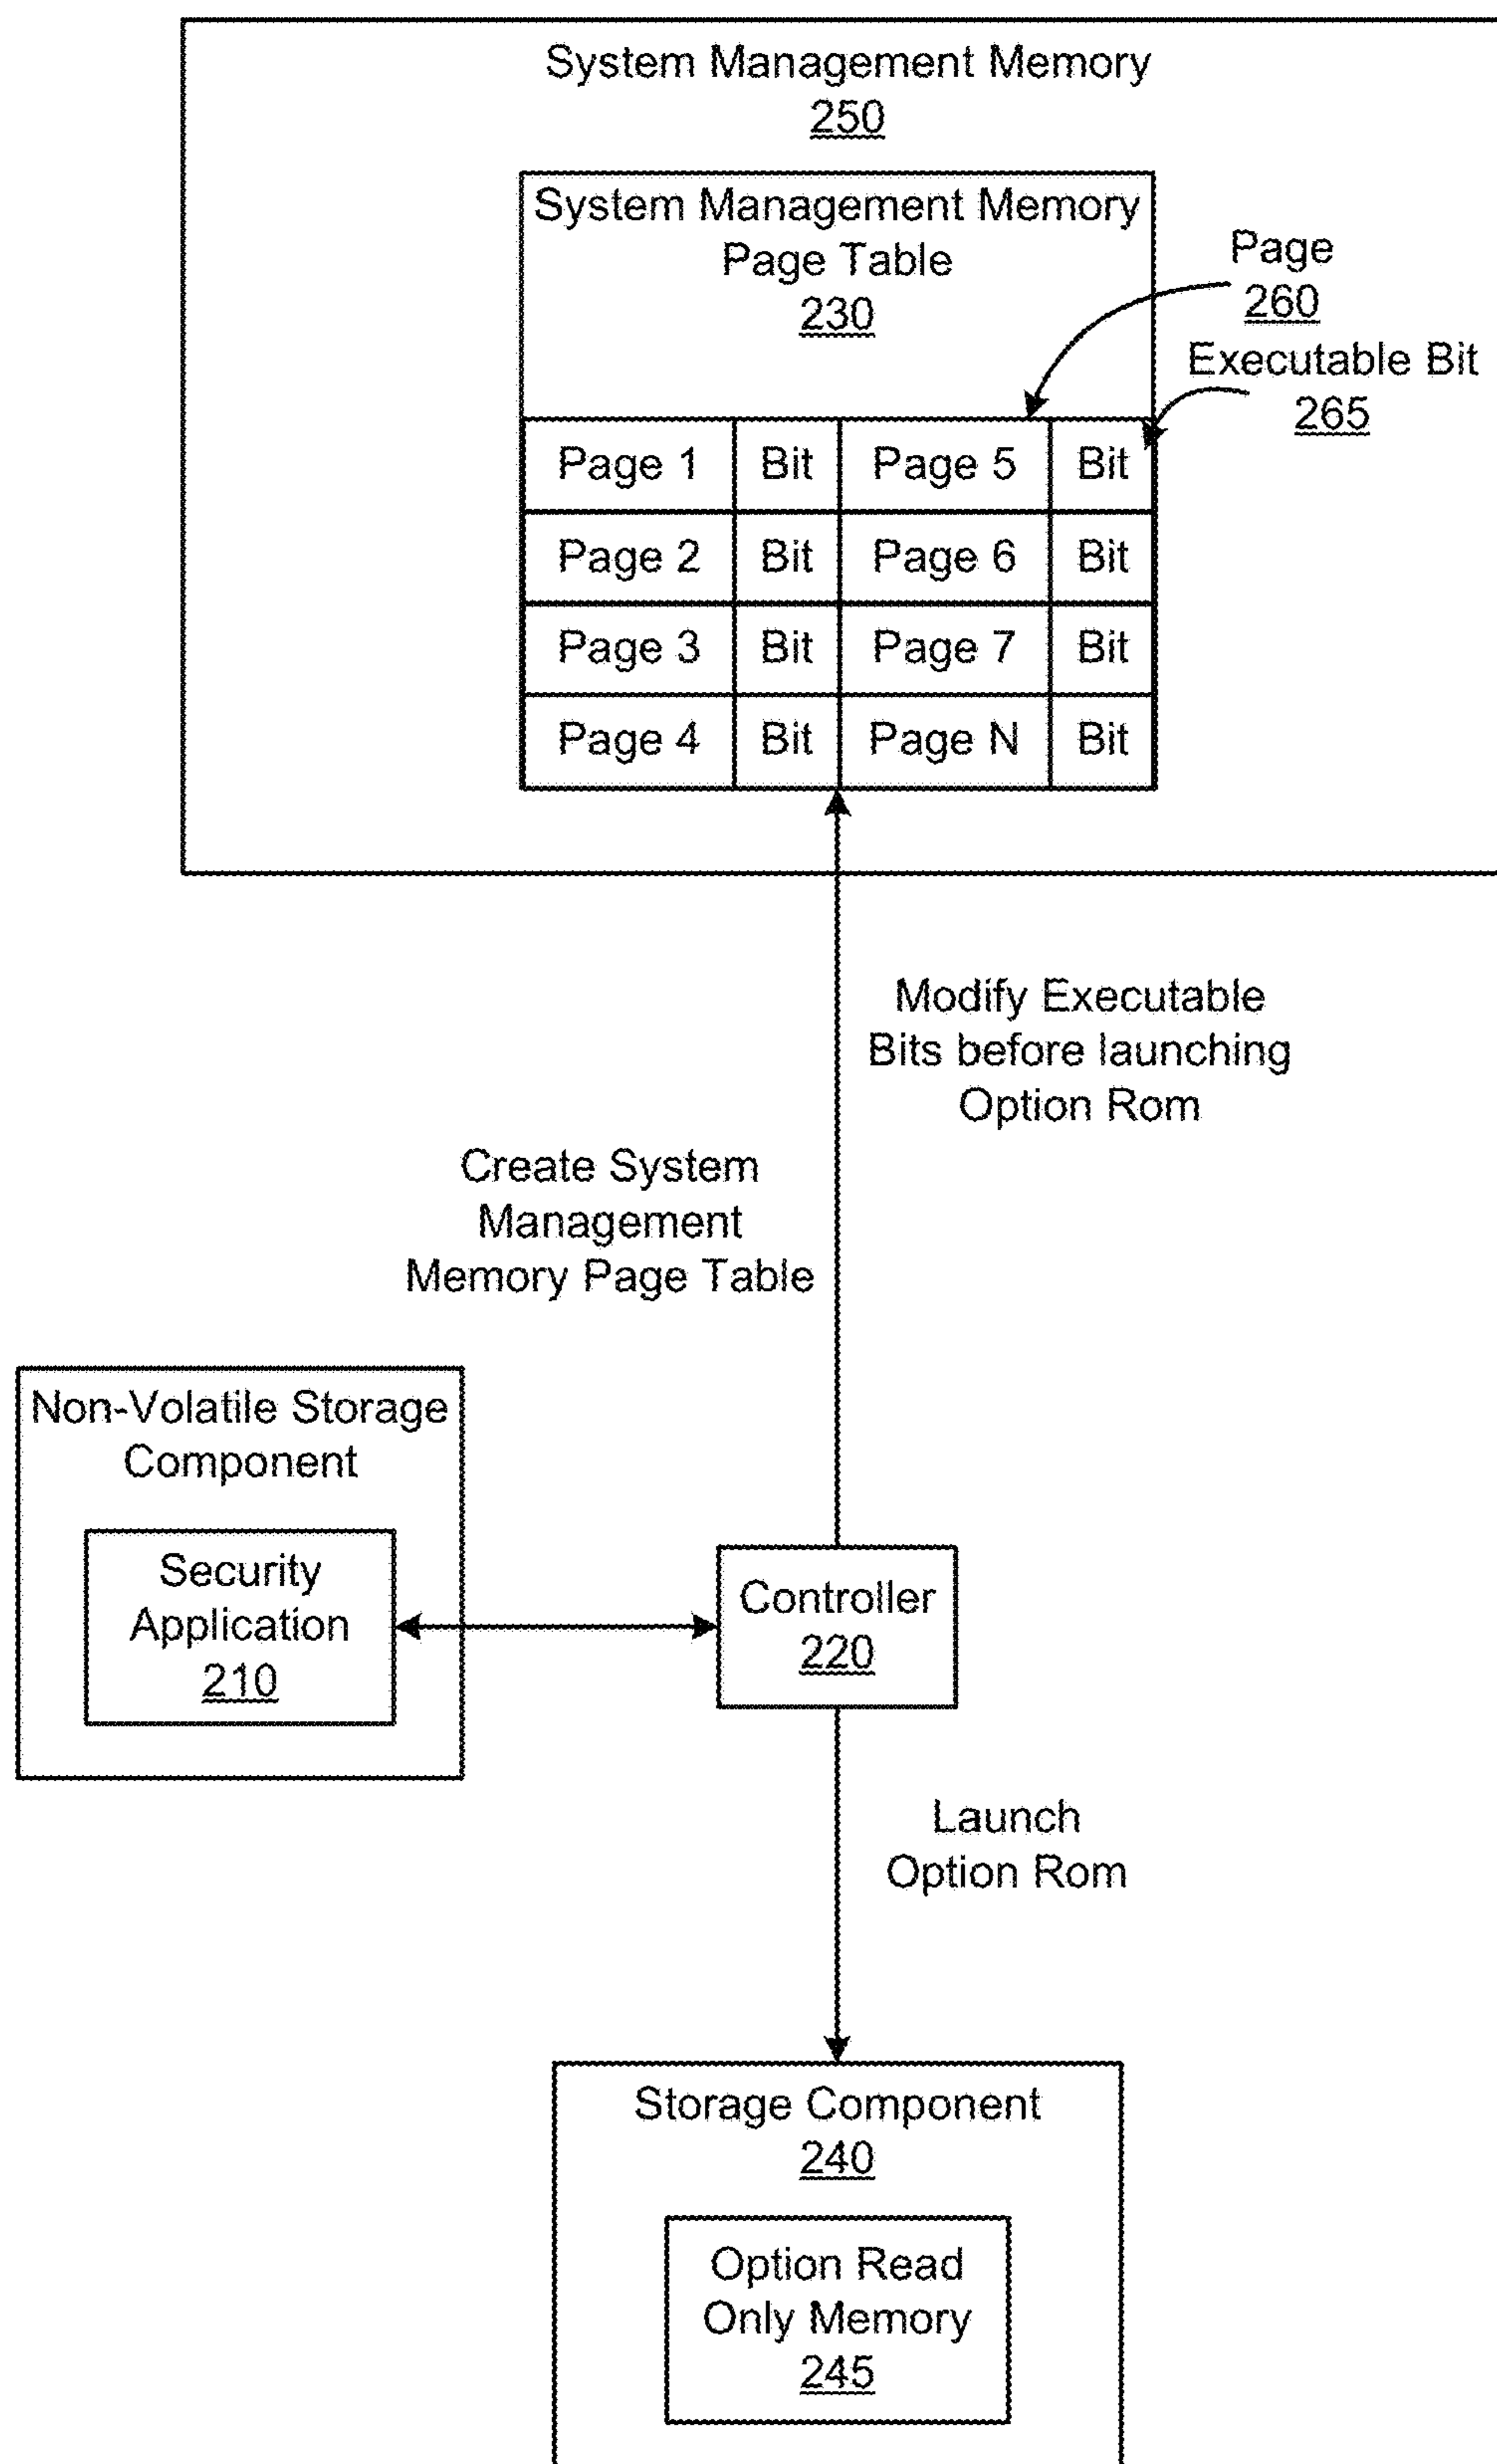 System Management Memory
250
System Management Memory
Page Table
230
Page
260
Executable Bit
265
Page 1 Bit Page 5 Bit
Page 2 Bit Page 6 Bit
Page 3 Bit Page 7 Bit
Page 4 Bit Page N Bit
Modify Executable
Bits before launching
Option Rom
Create System
Management
Memory Page Table
Non-Volatile Storage
Component
Security
Application
210
Controller
220
Launch
Option Rom
Storage Component
240
Option Read
Only Memory
245